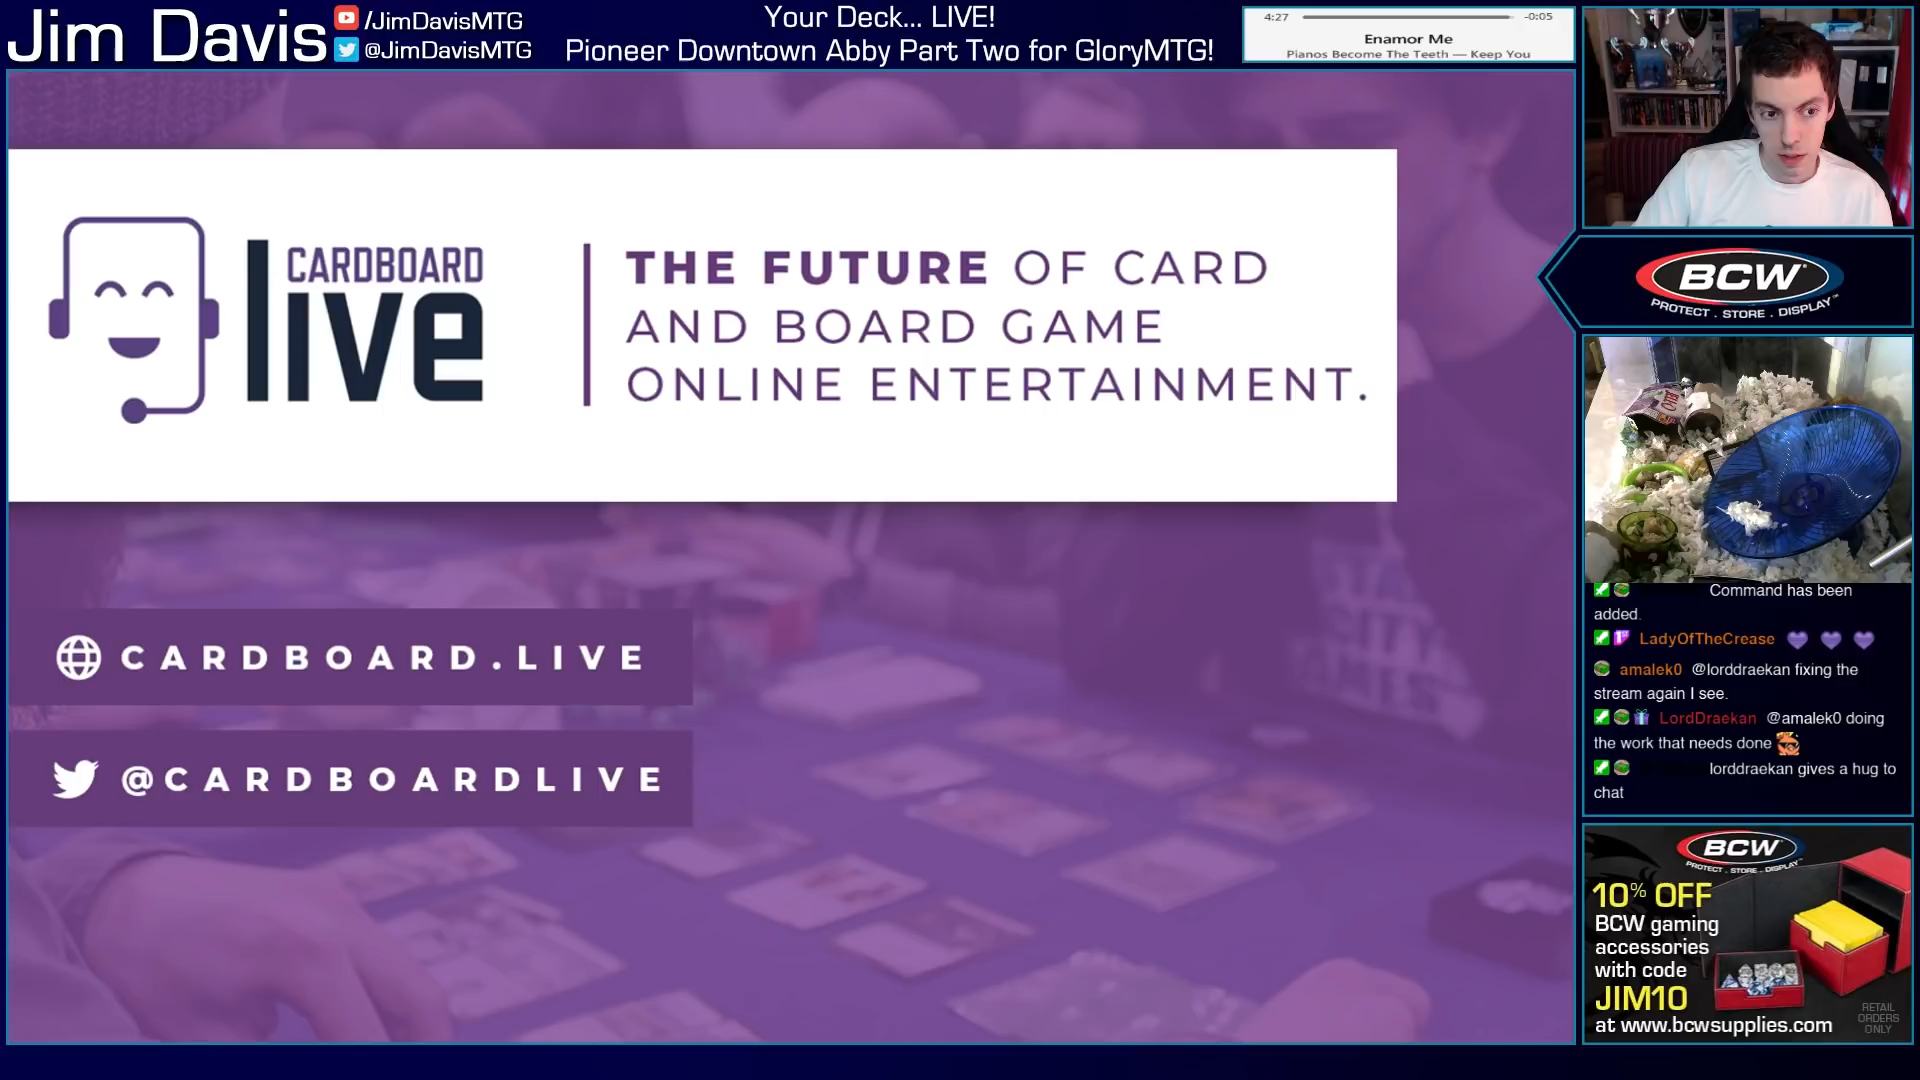 Jim Davis
/JimDavisMTG
@JimDavisMTG
Your Deck... LIVE!
Pioneer Downtown Abby Part Two for GloryMTG!
4:27
-0:05
Enamor Me
Pianos Become The Teeth — Keep You
CARDBOARD
live
THE FUTURE OF CARD
AND BOARD GAME
ONLINE ENTERTAINMENT.
CARDBOARD.LIVE
@CARDBOARDLIVE
BCW
PROTECT . STORE . DISPLAY™
Command has been
added.
LadyOfTheCrease
amalek0 @lorddraekan fixing the
stream again I see.
LordDraekan @amalek0 doing
the work that needs done
lorddraekan gives a hug to
chat
BCW
PROTECT . STORE . DISPLAY™
10% OFF
BCW gaming
accessories
with code
JIM10
at www.bcwsupplies.com
RETAIL
ORDERS
ONLY